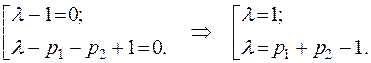 [ λ – 1 = 0; ⇒ [ λ = 1;
λ – p₁ – p₂ + 1 = 0. λ = p₁ + p₂ – 1.